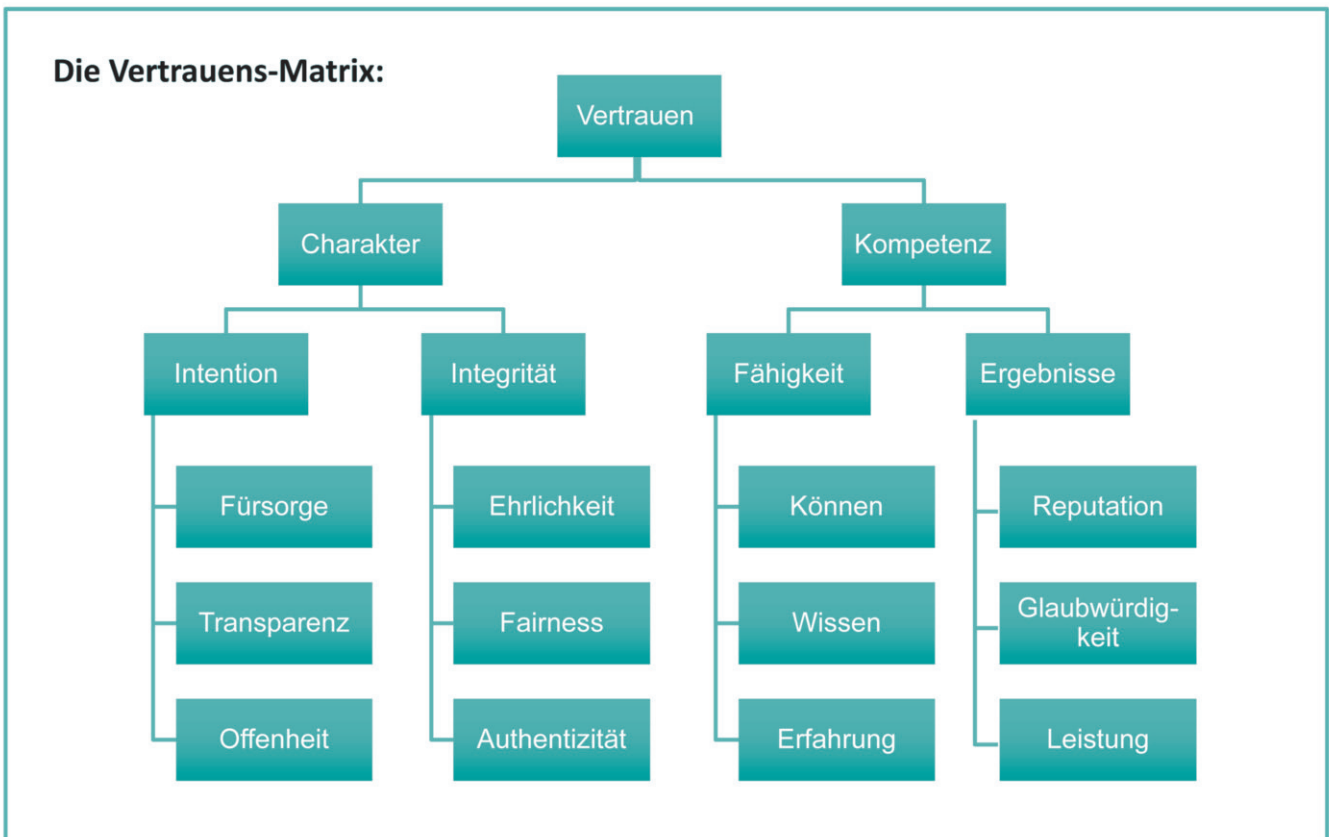 Die Vertrauens-Matrix:
Vertrauen
Charakter
Kompetenz
Intention
Integrität
Fähigkeit
Ergebnisse
Fürsorge
Ehrlichkeit
Können
Reputation
Transparenz
Fairness
Wissen
Glaubwürdig-
keit
Offenheit
Authentizität
Erfahrung
Leistung